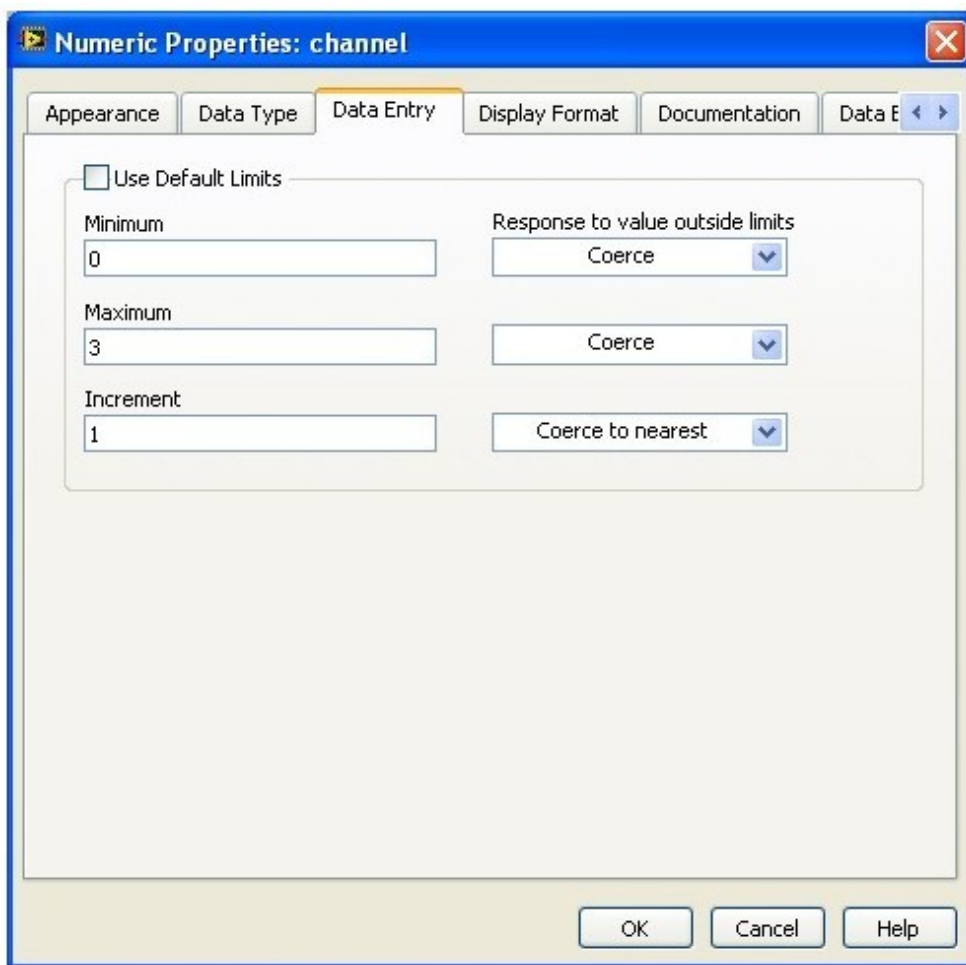 Numeric Properties: channel
Appearance Data Type Data Entry Display Format Documentation Data
Use Default Limits
Minimum Response to value outside limits
0 Coerce
Maximum
3 Coerce
Increment
1 Coerce to nearest
OK Cancel Help